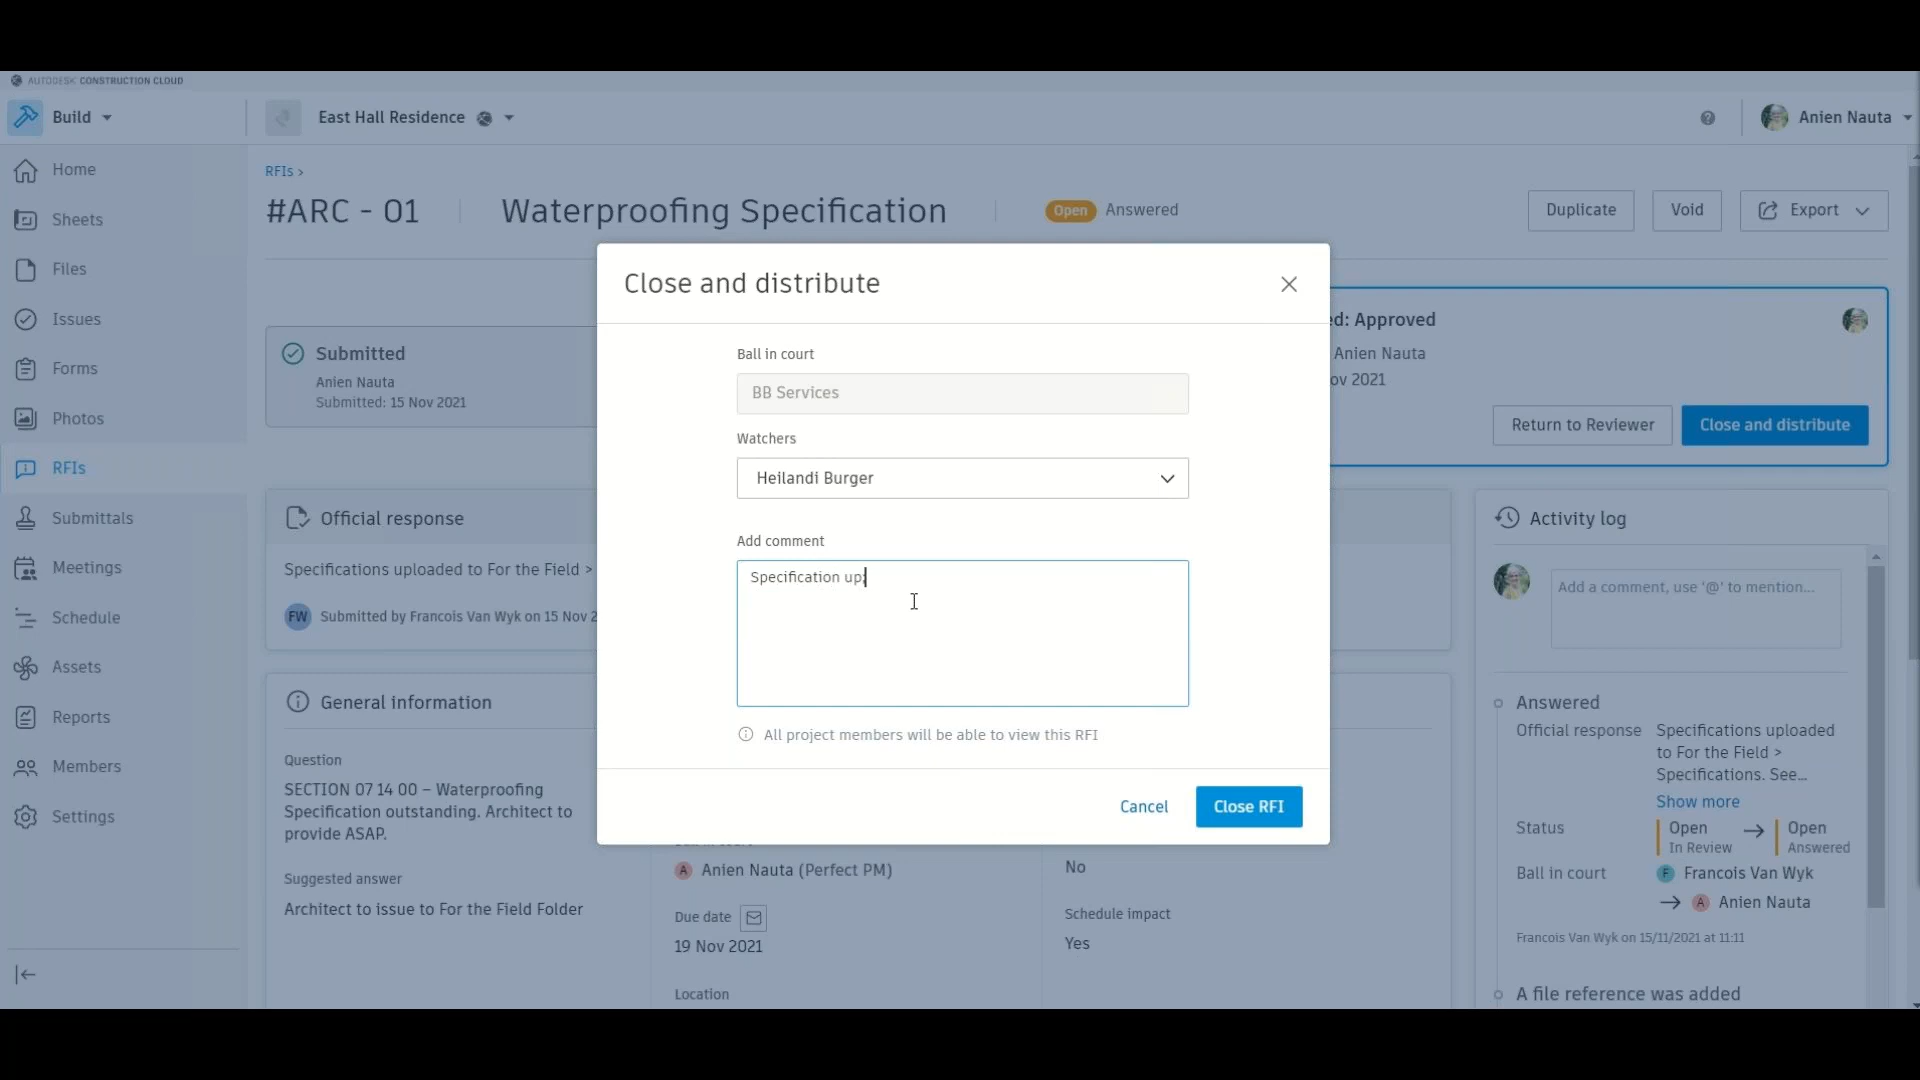 AUTODESK CONSTRUCTION CLOUD
Build
East Hall Residence
Anien Nauta
Home
Sheets
Files
Issues
Forms
Photos
RFIs
Submittals
Meetings
Schedule
Assets
Reports
Members
Settings
RFIs >
#ARC - 01
Waterproofing Specification
Open Answered
Duplicate
Void
Export
Submitted
Anien Nauta
Submitted: 15 Nov 2021
Close and distribute
Ball in court
BB Services
Watchers
Heilandi Burger
Add comment
Specification up
All project members will be able to view this RFI
Cancel
Close RFI
ed: Approved
Anien Nauta
ov 2021
Return to Reviewer
Close and distribute
Official response
Specifications uploaded to For the Field >
FW Submitted by Francois Van Wyk on 15 Nov 2
General information
Question
SECTION 07 14 00 – Waterproofing
Specification outstanding. Architect to
provide ASAP.
Suggested answer
Architect to issue to For the Field Folder
A Anien Nauta (Perfect PM)
Due date
19 Nov 2021
Location
No
Schedule impact
Yes
Activity log
Add a comment, use '@' to mention...
Answered
Official response
Specifications uploaded
to For the Field >
Specifications. See...
Show more
Status
Open
In Review
Open
Answered
Ball in court
F Francois Van Wyk
A Anien Nauta
Francois Van Wyk on 15/11/2021 at 11:11
A file reference was added